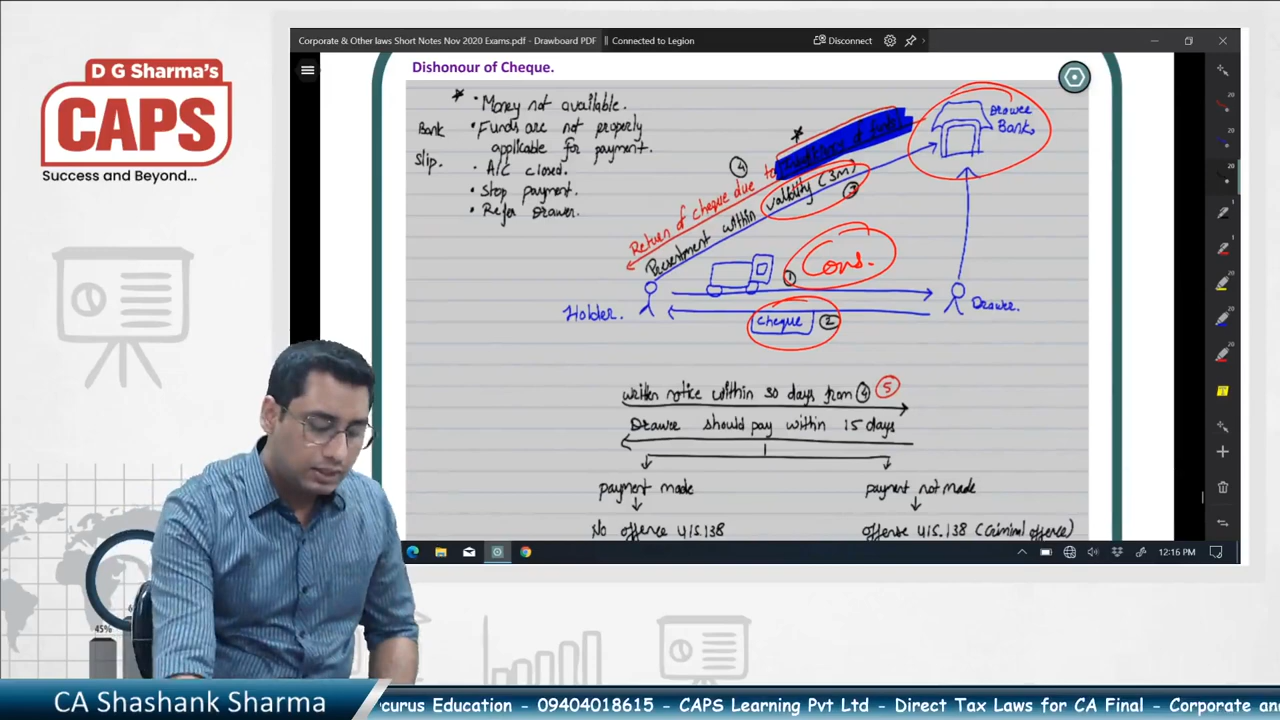 D G Sharma's
CAPS
Success and Beyond...
Corporate & Other laws Short Notes Nov 2020 Exams.pdf - Drawboard PDF
Connected to Legion
Disconnect
Dishonour of Cheque.
Bank
Slip.
• Money not available.
• Funds are not properly
applicable for payment.
• A/C closed.
• Stop payment.
• Refer Drawer.
Drawee
Bank.
④
Return of cheque due to
Presentment within validity (3m)
③
① Cons.
Holder.
cheque ②
Drawer.
Written notice within 30 days from ④ ⑤
Drawer should pay within 15 days
payment made
payment not made
No offence u/s.138
offense u/s.138 (Criminal offence)
12:16 PM
45%
CA Shashank Sharma
curus Education - 09404018615 - CAPS Learning Pvt Ltd - Direct Tax Laws for CA Final - Corporate and